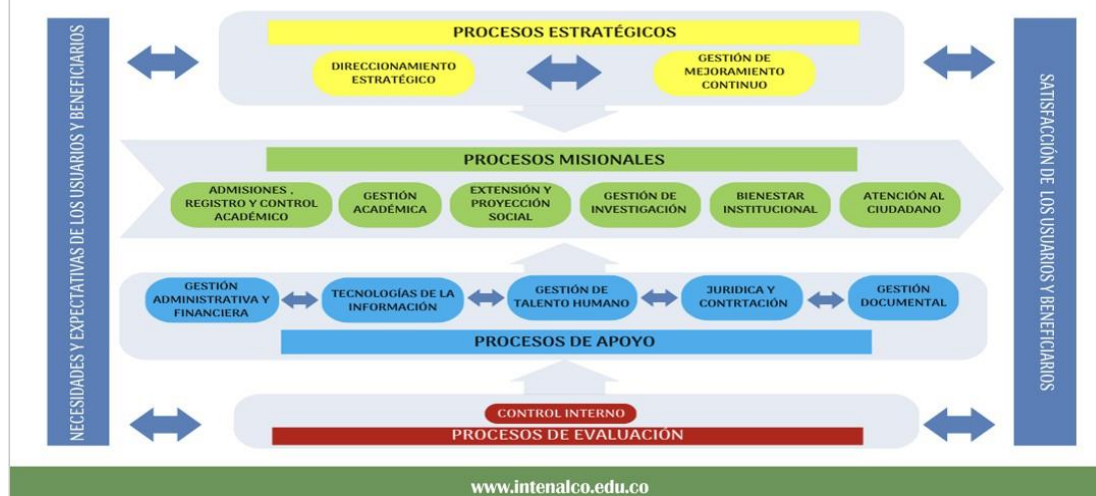 NECESIDADES Y EXPECTATIVAS DE LOS USUARIOS Y BENEFICIARIOS
PROCESOS ESTRATÉGICOS
DIRECCIONAMIENTO
ESTRATÉGICO
GESTIÓN DE
MEJORAMIENTO
CONTINUO
PROCESOS MISIONALES
ADMISIONES .
REGISTRO Y CONTROL
ACADÉMICO
GESTIÓN
ACADÉMICA
EXTENSIÓN Y
PROYECCIÓN
SOCIAL
GESTIÓN DE
INVESTIGACIÓN
BIENESTAR
INSTITUCIONAL
ATENCIÓN AL
CIUDADANO
GESTIÓN
ADMINISTRATIVA Y
FINANCIERA
TECNOLOGÍAS DE LA
INFORMACIÓN
GESTIÓN DE
TALENTO HUMANO
JURIDICA Y
CONTRTACIÓN
GESTIÓN
DOCUMENTAL
PROCESOS DE APOYO
CONTROL INTERNO
PROCESOS DE EVALUACIÓN
SATISFACCIÓN DE LOS USUARIOS Y BENEFICIARIOS
www.intenalco.edu.co